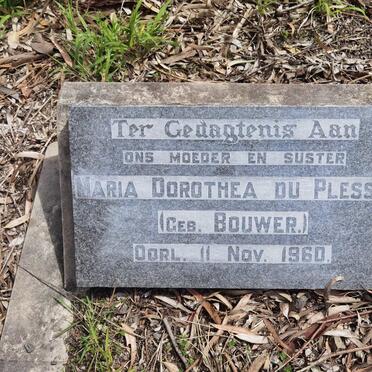 Ter Gedagtenis Aan
ONS MOEDER EN SUSTER
MARIA DOROTHEA DU PLESS
(GEB. BOUWER.)
OORL. 11 NOV. 1960.